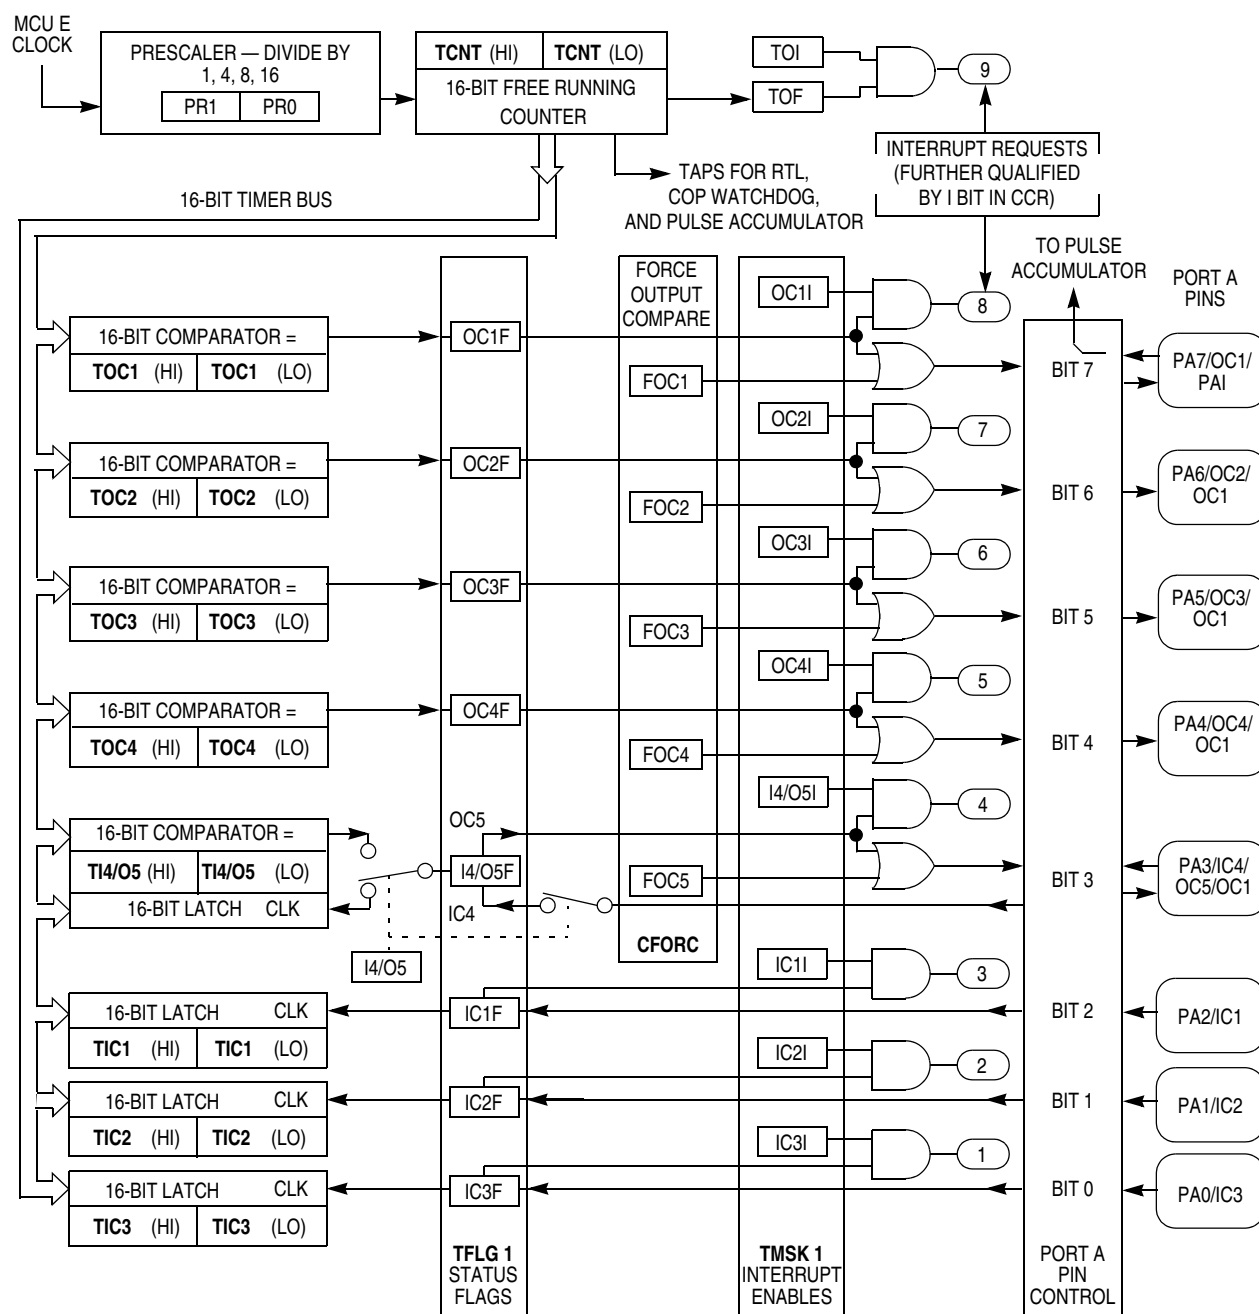 MCU E
CLOCK
PRESCALER — DIVIDE BY
1, 4, 8, 16
PR1 PR0
TCNT (HI) TCNT (LO)
16-BIT FREE RUNNING
COUNTER
TOI
TOF
9
INTERRUPT REQUESTS
(FURTHER QUALIFIED
BY I BIT IN CCR)
TAPS FOR RTL,
COP WATCHDOG,
AND PULSE ACCUMULATOR
16-BIT TIMER BUS
TO PULSE
ACCUMULATOR
PORT A
PINS
FORCE
OUTPUT
COMPARE
OC1I
8
16-BIT COMPARATOR =
TOC1 (HI) TOC1 (LO)
OC1F
FOC1
BIT 7
PA7/OC1/
PAI
OC2I
7
16-BIT COMPARATOR =
TOC2 (HI) TOC2 (LO)
OC2F
FOC2
BIT 6
PA6/OC2/
OC1
OC3I
6
16-BIT COMPARATOR =
TOC3 (HI) TOC3 (LO)
OC3F
FOC3
BIT 5
PA5/OC3/
OC1
OC4I
5
16-BIT COMPARATOR =
TOC4 (HI) TOC4 (LO)
OC4F
FOC4
BIT 4
PA4/OC4/
OC1
I4/O5I
4
16-BIT COMPARATOR =
TI4/O5 (HI) TI4/O5 (LO)
16-BIT LATCH CLK
OC5
I4/O5F
IC4
I4/O5
FOC5
CFORC
BIT 3
PA3/IC4/
OC5/OC1
IC1I
3
16-BIT LATCH CLK
TIC1 (HI) TIC1 (LO)
IC1F
BIT 2
PA2/IC1
IC2I
2
16-BIT LATCH CLK
TIC2 (HI) TIC2 (LO)
IC2F
BIT 1
PA1/IC2
IC3I
1
16-BIT LATCH CLK
TIC3 (HI) TIC3 (LO)
IC3F
BIT 0
PA0/IC3
TFLG 1
STATUS
FLAGS
TMSK 1
INTERRUPT
ENABLES
PORT A
PIN
CONTROL